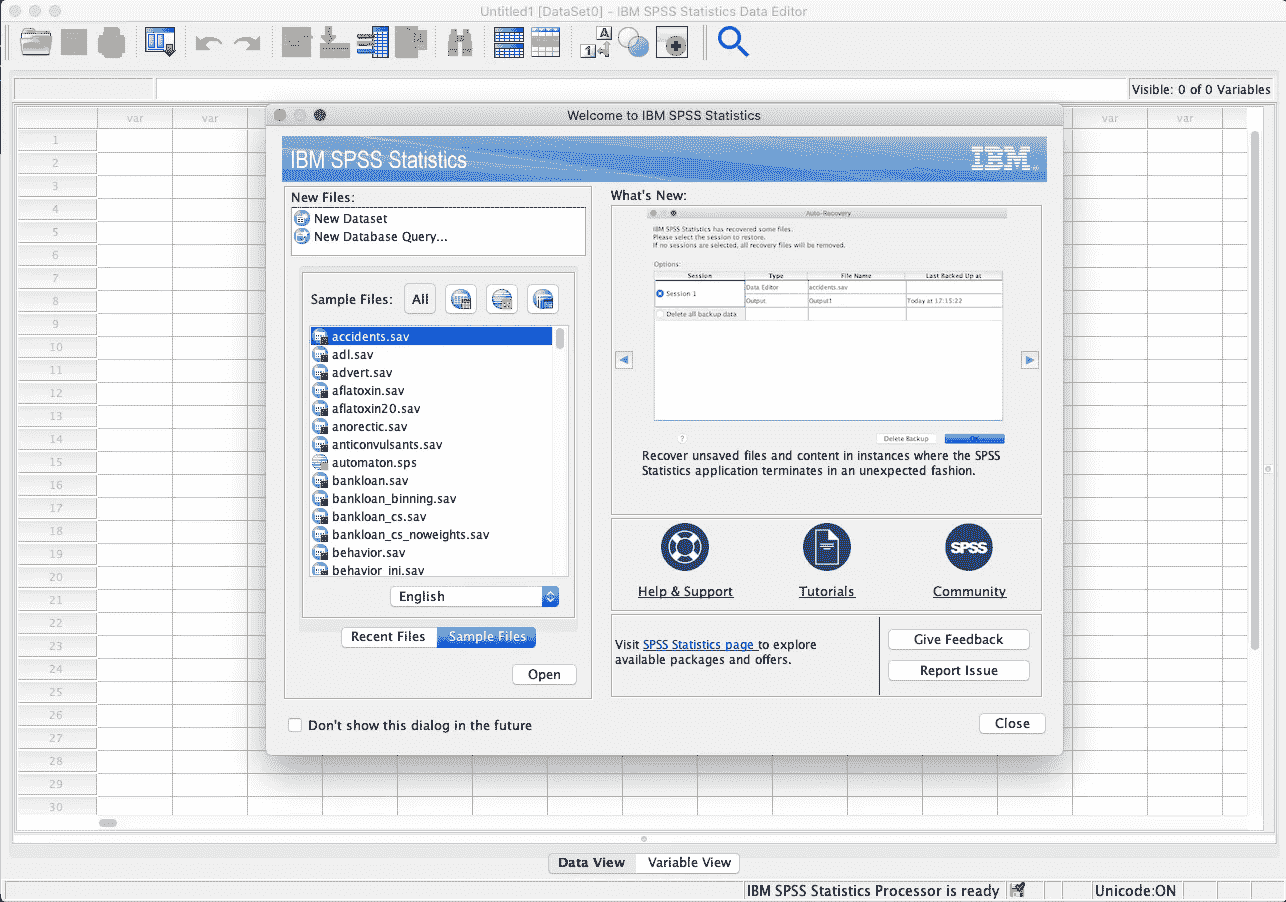 Untitled1 [DataSet0] - IBM SPSS Statistics Data Editor
1 A
Visible: 0 of 0 Variables
var var var var
1
2
3
4
5
6
7
8
9
10
11
12
13
14
15
16
17
18
19
20
21
22
23
24
25
26
27
28
29
30
Welcome to IBM SPSS Statistics
IBM SPSS Statistics IBM
New Files:
New Dataset
New Database Query...
Sample Files: All
accidents.sav
adl.sav
advert.sav
aflatoxin.sav
aflatoxin20.sav
anorectic.sav
anticonvulsants.sav
automaton.sps
bankloan.sav
bankloan_binning.sav
bankloan_cs.sav
bankloan_cs_noweights.sav
behavior.sav
behavior_ini.sav
English
Recent Files Sample Files
Open
What's New:
Auto-Recovery
IBM SPSS Statistics has recovered some files.
Please select the session to restore.
If no sessions are selected, all recovery files will be removed.
Options:
Session Type File Name Last Backed Up at
Session 1 Data Editor accidents.sav
Output Output1 Today at 17:15:22
Delete all backup data
? Delete Backup OK
Recover unsaved files and content in instances where the SPSS
Statistics application terminates in an unexpected fashion.
SPSS
Help & Support Tutorials Community
Visit SPSS Statistics page to explore
available packages and offers.
Give Feedback
Report Issue
Don't show this dialog in the future
Close
Data View Variable View
IBM SPSS Statistics Processor is ready Unicode:ON